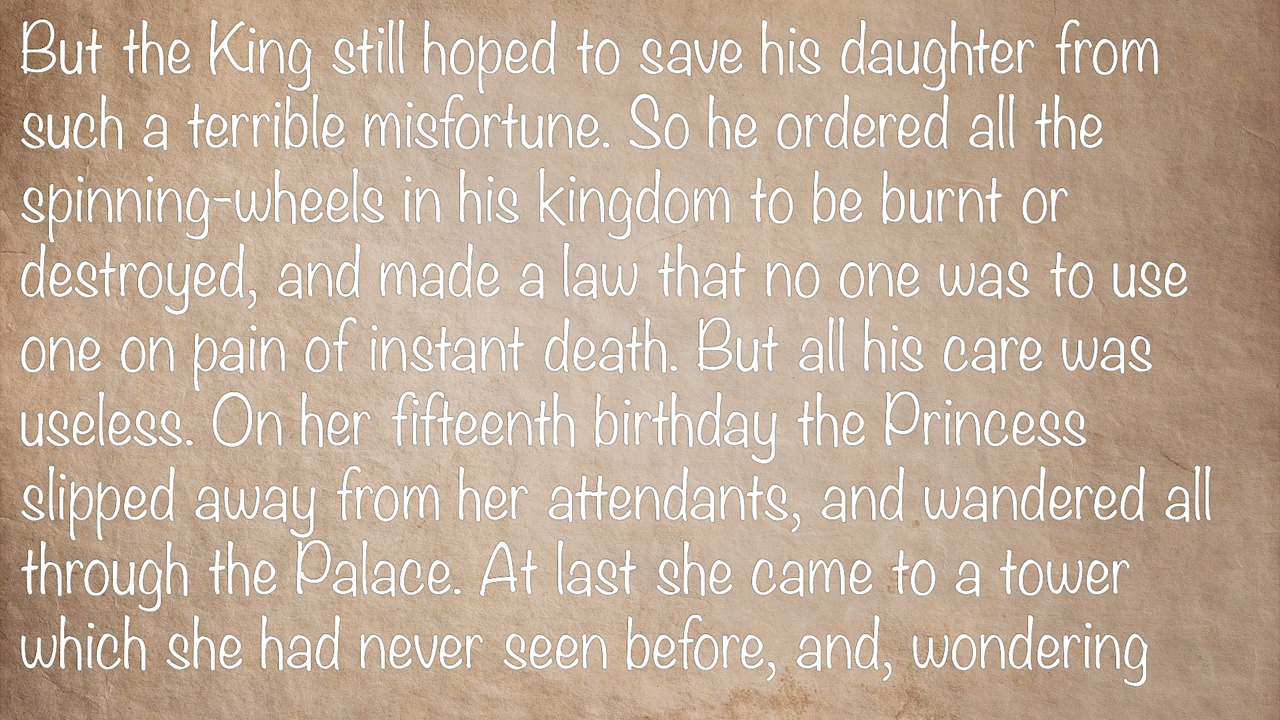 But the King still hoped to save his daughter from
such a terrible misfortune. So he ordered all the
spinning-wheels in his kingdom to be burnt or
destroyed, and made a law that no one was to use
one on pain of instant death. But all his care was
useless. On her fifteenth birthday the Princess
slipped away from her attendants, and wandered all
through the Palace. At last she came to a tower
which she had never seen before, and, wondering